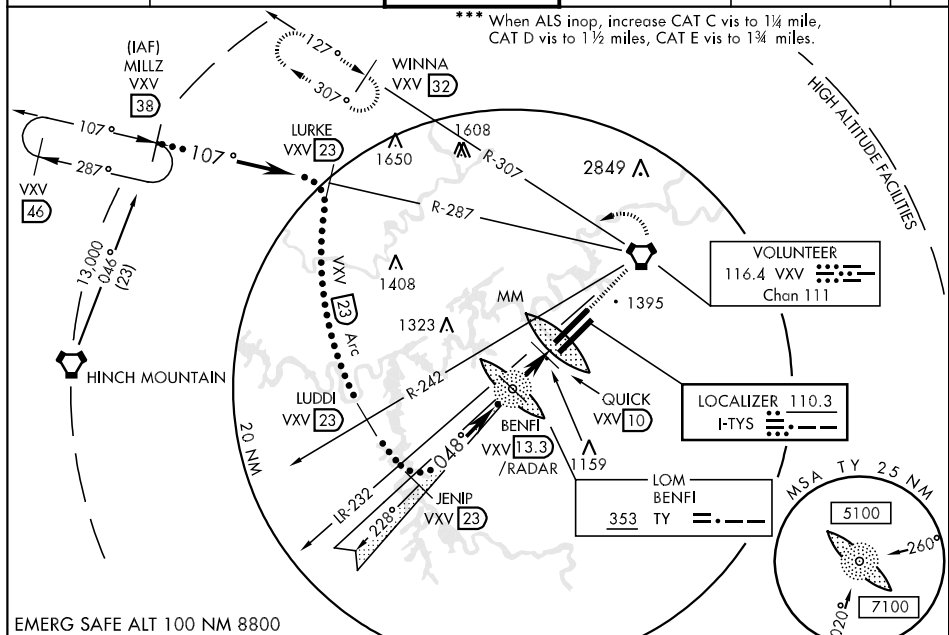 *** When ALS inop, increase CAT C vis to 1¼ mile,
CAT D vis to 1½ miles, CAT E vis to 1¾ miles.
(IAF)
MILLZ
VXV
38
127°
307°
WINNA
VXV 32
HIGH ALTITUDE FACILITIES
107°
287°
VXV
46
107°
LURKE
VXV 23
1650
1608
R-307
2849
R-287
13,000
046°
(23)
VXV 23 Arc
1408
VOLUNTEER
116.4 VXV
Chan 111
MM
1395
1323
HINCH MOUNTAIN
R-242
LUDDI
VXV 23
QUICK
VXV 10
LOCALIZER 110.3
I-TYS
BENFI
VXV 13.3
/RADAR
1159
20 NM
048°
LR-232
228°
JENIP
VXV 23
LOM
BENFI
353 TY
MSA TY 25 NM
5100
260°
7100
020°
EMERG SAFE ALT 100 NM 8800